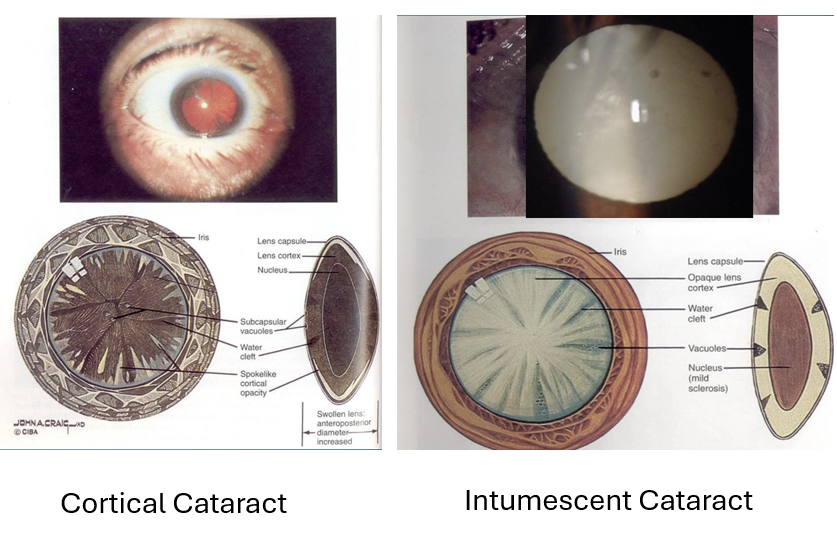 Iris
Lens capsule
Lens cortex
Nucleus
Subcapsular
vacuoles
Water
cleft
Spokelike
cortical
opacity
Swollen lens:
anteroposterior
diameter
increased
JOHN A. CRAIG MD
© CIBA
Iris
Lens capsule
Opaque lens
cortex
Water
cleft
Vacuoles
Nucleus
(mild
sclerosis)
Cortical Cataract
Intumescent Cataract